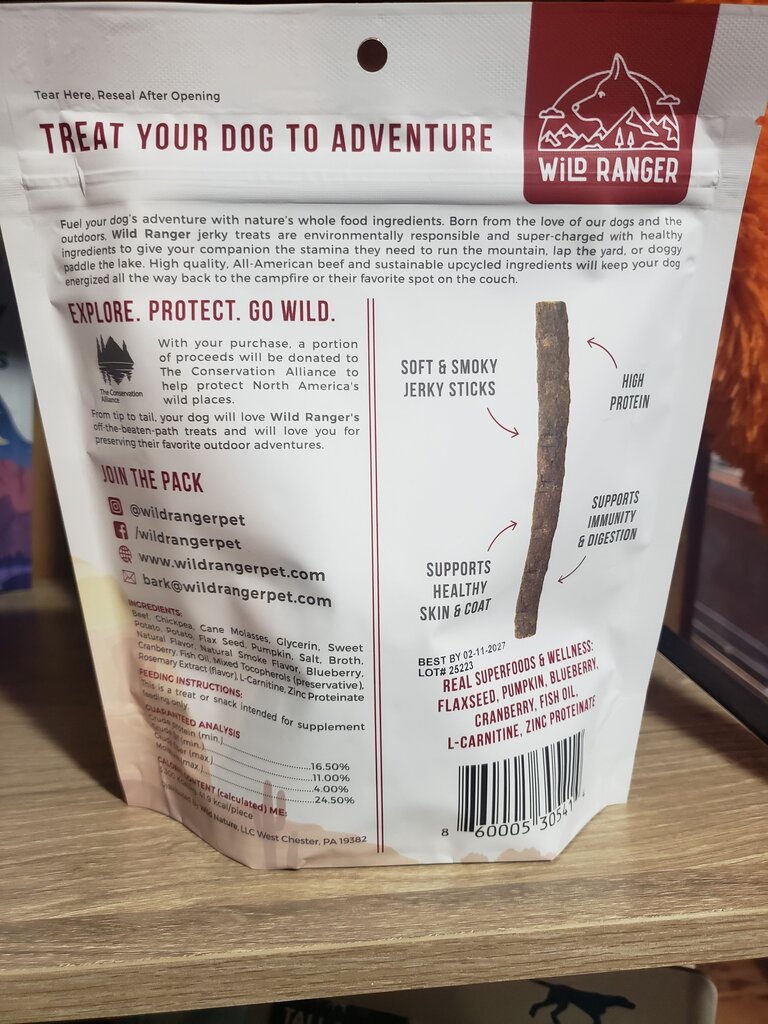 Tear Here, Reseal After Opening
TREAT YOUR DOG TO ADVENTURE
WiLD RANGER
Fuel your dog's adventure with nature's whole food ingredients. Born from the love of our dogs and the
outdoors, Wild Ranger jerky treats are environmentally responsible and super-charged with healthy
ingredients to give your companion the stamina they need to run the mountain, lap the yard, or doggy
paddle the lake. High quality, All-American beef and sustainable upcycled ingredients will keep your dog
energized all the way back to the campfire or their favorite spot on the couch.
EXPLORE. PROTECT. GO WILD.
The Conservation
Alliance
With your purchase, a portion
of proceeds will be donated to
The Conservation Alliance to
help protect North America's
wild places.
From tip to tail, your dog will love Wild Ranger's
off-the-beaten-path treats and will love you for
preserving their favorite outdoor adventures.
JOIN THE PACK
@wildrangerpet
/wildrangerpet
www.wildrangerpet.com
bark@wildrangerpet.com
INGREDIENTS:
Beef, Chickpea, Cane Molasses, Glycerin, Sweet
Potato, Potato, Flax Seed, Pumpkin, Salt, Broth,
Natural Flavor, Natural Smoke Flavor, Blueberry,
Cranberry, Fish Oil, Mixed Tocopherols (preservative),
Rosemary Extract (flavor), L-Carnitine, Zinc Proteinate
FEEDING INSTRUCTIONS:
This is a treat or snack intended for supplement
feeding only.
GUARANTEED ANALYSIS
Crude protein (min.)..........16.50%
(min.)..........11.00%
(max.)..........4.00%
(max.)..........24.50%
CALORIE CONTENT (calculated) ME:
kcal/piece
Distributed by Wild Nature, LLC West Chester, PA 19382
SOFT & SMOKY
JERKY STICKS
HIGH
PROTEIN
SUPPORTS
IMMUNITY
& DIGESTION
SUPPORTS
HEALTHY
SKIN & COAT
BEST BY 02-11-2027
LOT# 25223
REAL SUPERFOODS & WELLNESS:
FLAXSEED, PUMPKIN, BLUEBERRY,
CRANBERRY, FISH OIL,
L-CARNITINE, ZINC PROTEINATE
8 60005 30541 4